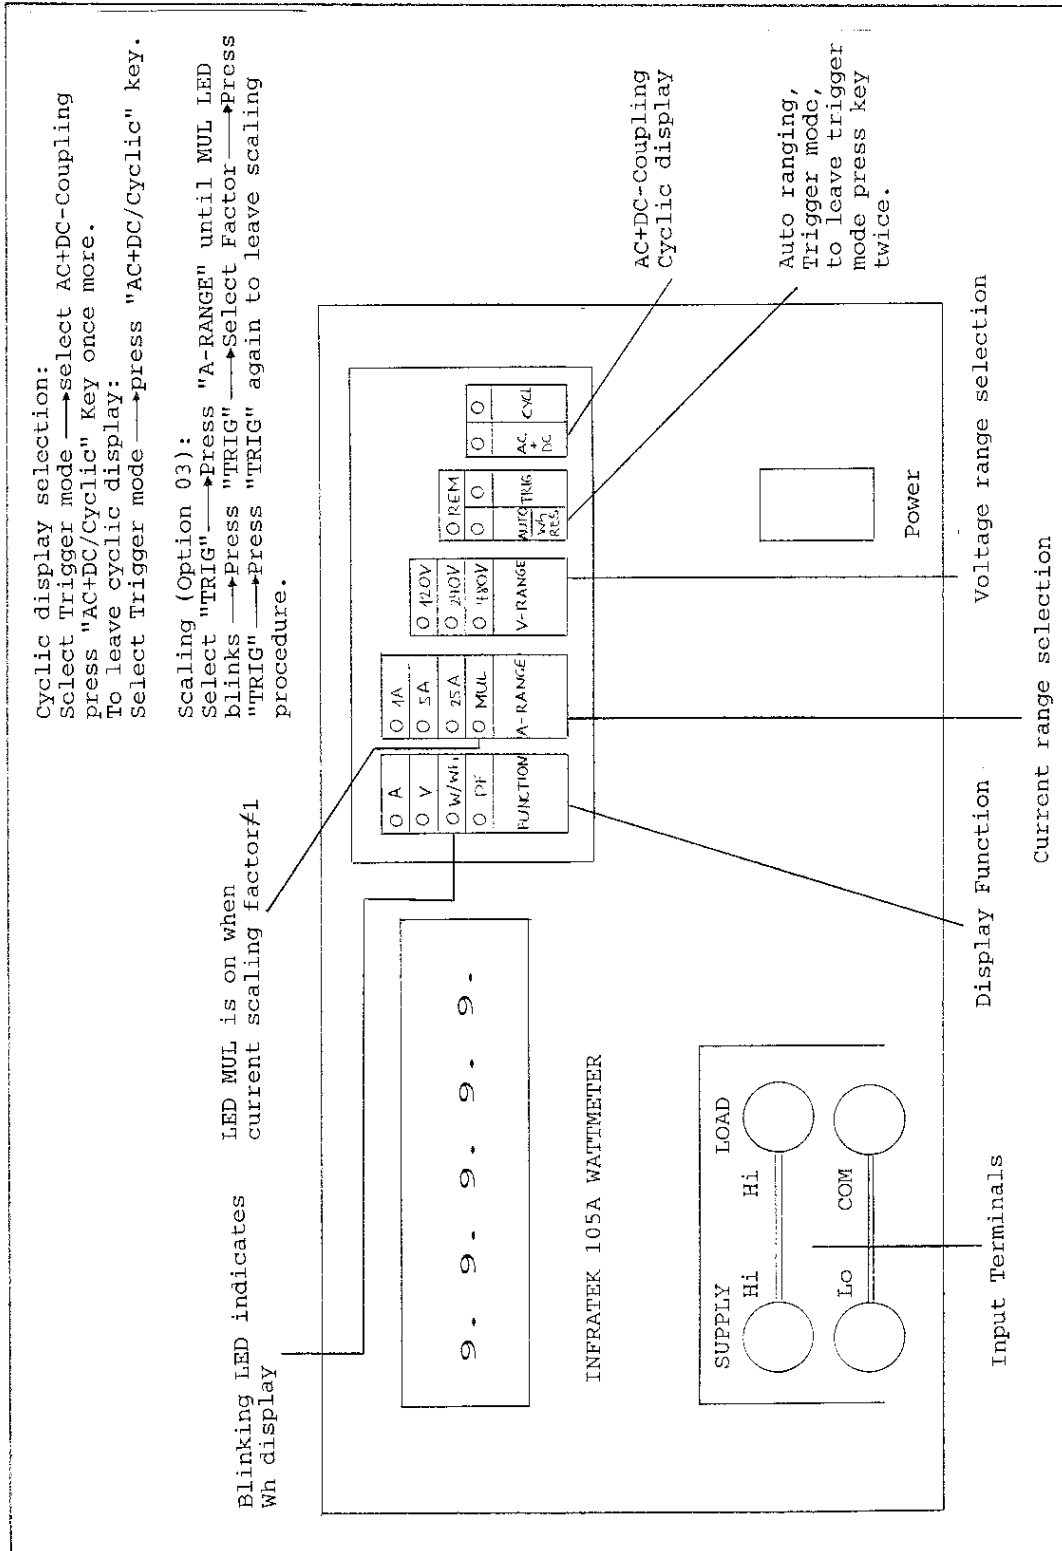 Cyclic display selection:
Select Trigger mode→select AC+DC-Coupling
press "AC+DC/Cyclic" Key once more.
To leave cyclic display:
Select Trigger mode→press "AC+DC/Cyclic" key.
Scaling (Option 03):
Select "TRIG"→Press "A-RANGE" until MUL LED
blinks→Press "TRIG"→Select Factor→Press
"TRIG"→Press "TRIG" again to leave scaling
procedure.
LED MUL is on when
current scaling factor≠1
Blinking LED indicates
Wh display
9. 9. 9. 9. 9.
O A
O V
O W/Wh
O PF
FUNCTION
O 1A
O 5A
O 25A
O MUL
A-RANGE
O 120V
O 240V
O 480V
V-RANGE
O REM
O O
AUTO TRIG
Wh
RES
O O
AC
+
DC
CYCL
AC+DC-Coupling
Cyclic display
Auto ranging,
Trigger mode,
to leave trigger
mode press key
twice.
INFRATEK 105A WATTMETER
SUPPLY LOAD
Hi Hi
Lo COM
Power
Input Terminals
Display Function
Current range selection
Voltage range selection